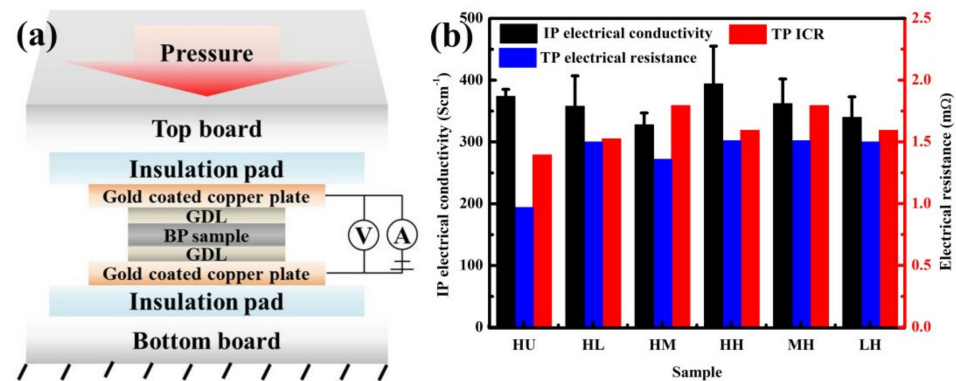 (a)
Pressure
Top board
Insulation pad
Gold coated copper plate
GDL
BP sample
GDL
Gold coated copper plate
Insulation pad
Bottom board
V A
(b)
IP electrical conductivity TP ICR
TP electrical resistance
IP electrical conductivity (Scm⁻¹)
500
400
300
200
100
00
2.5
2.0
1.5
1.0
0.5
0.0
Electrical resistance (mΩ)
HU HL HM HH MH LH
Sample